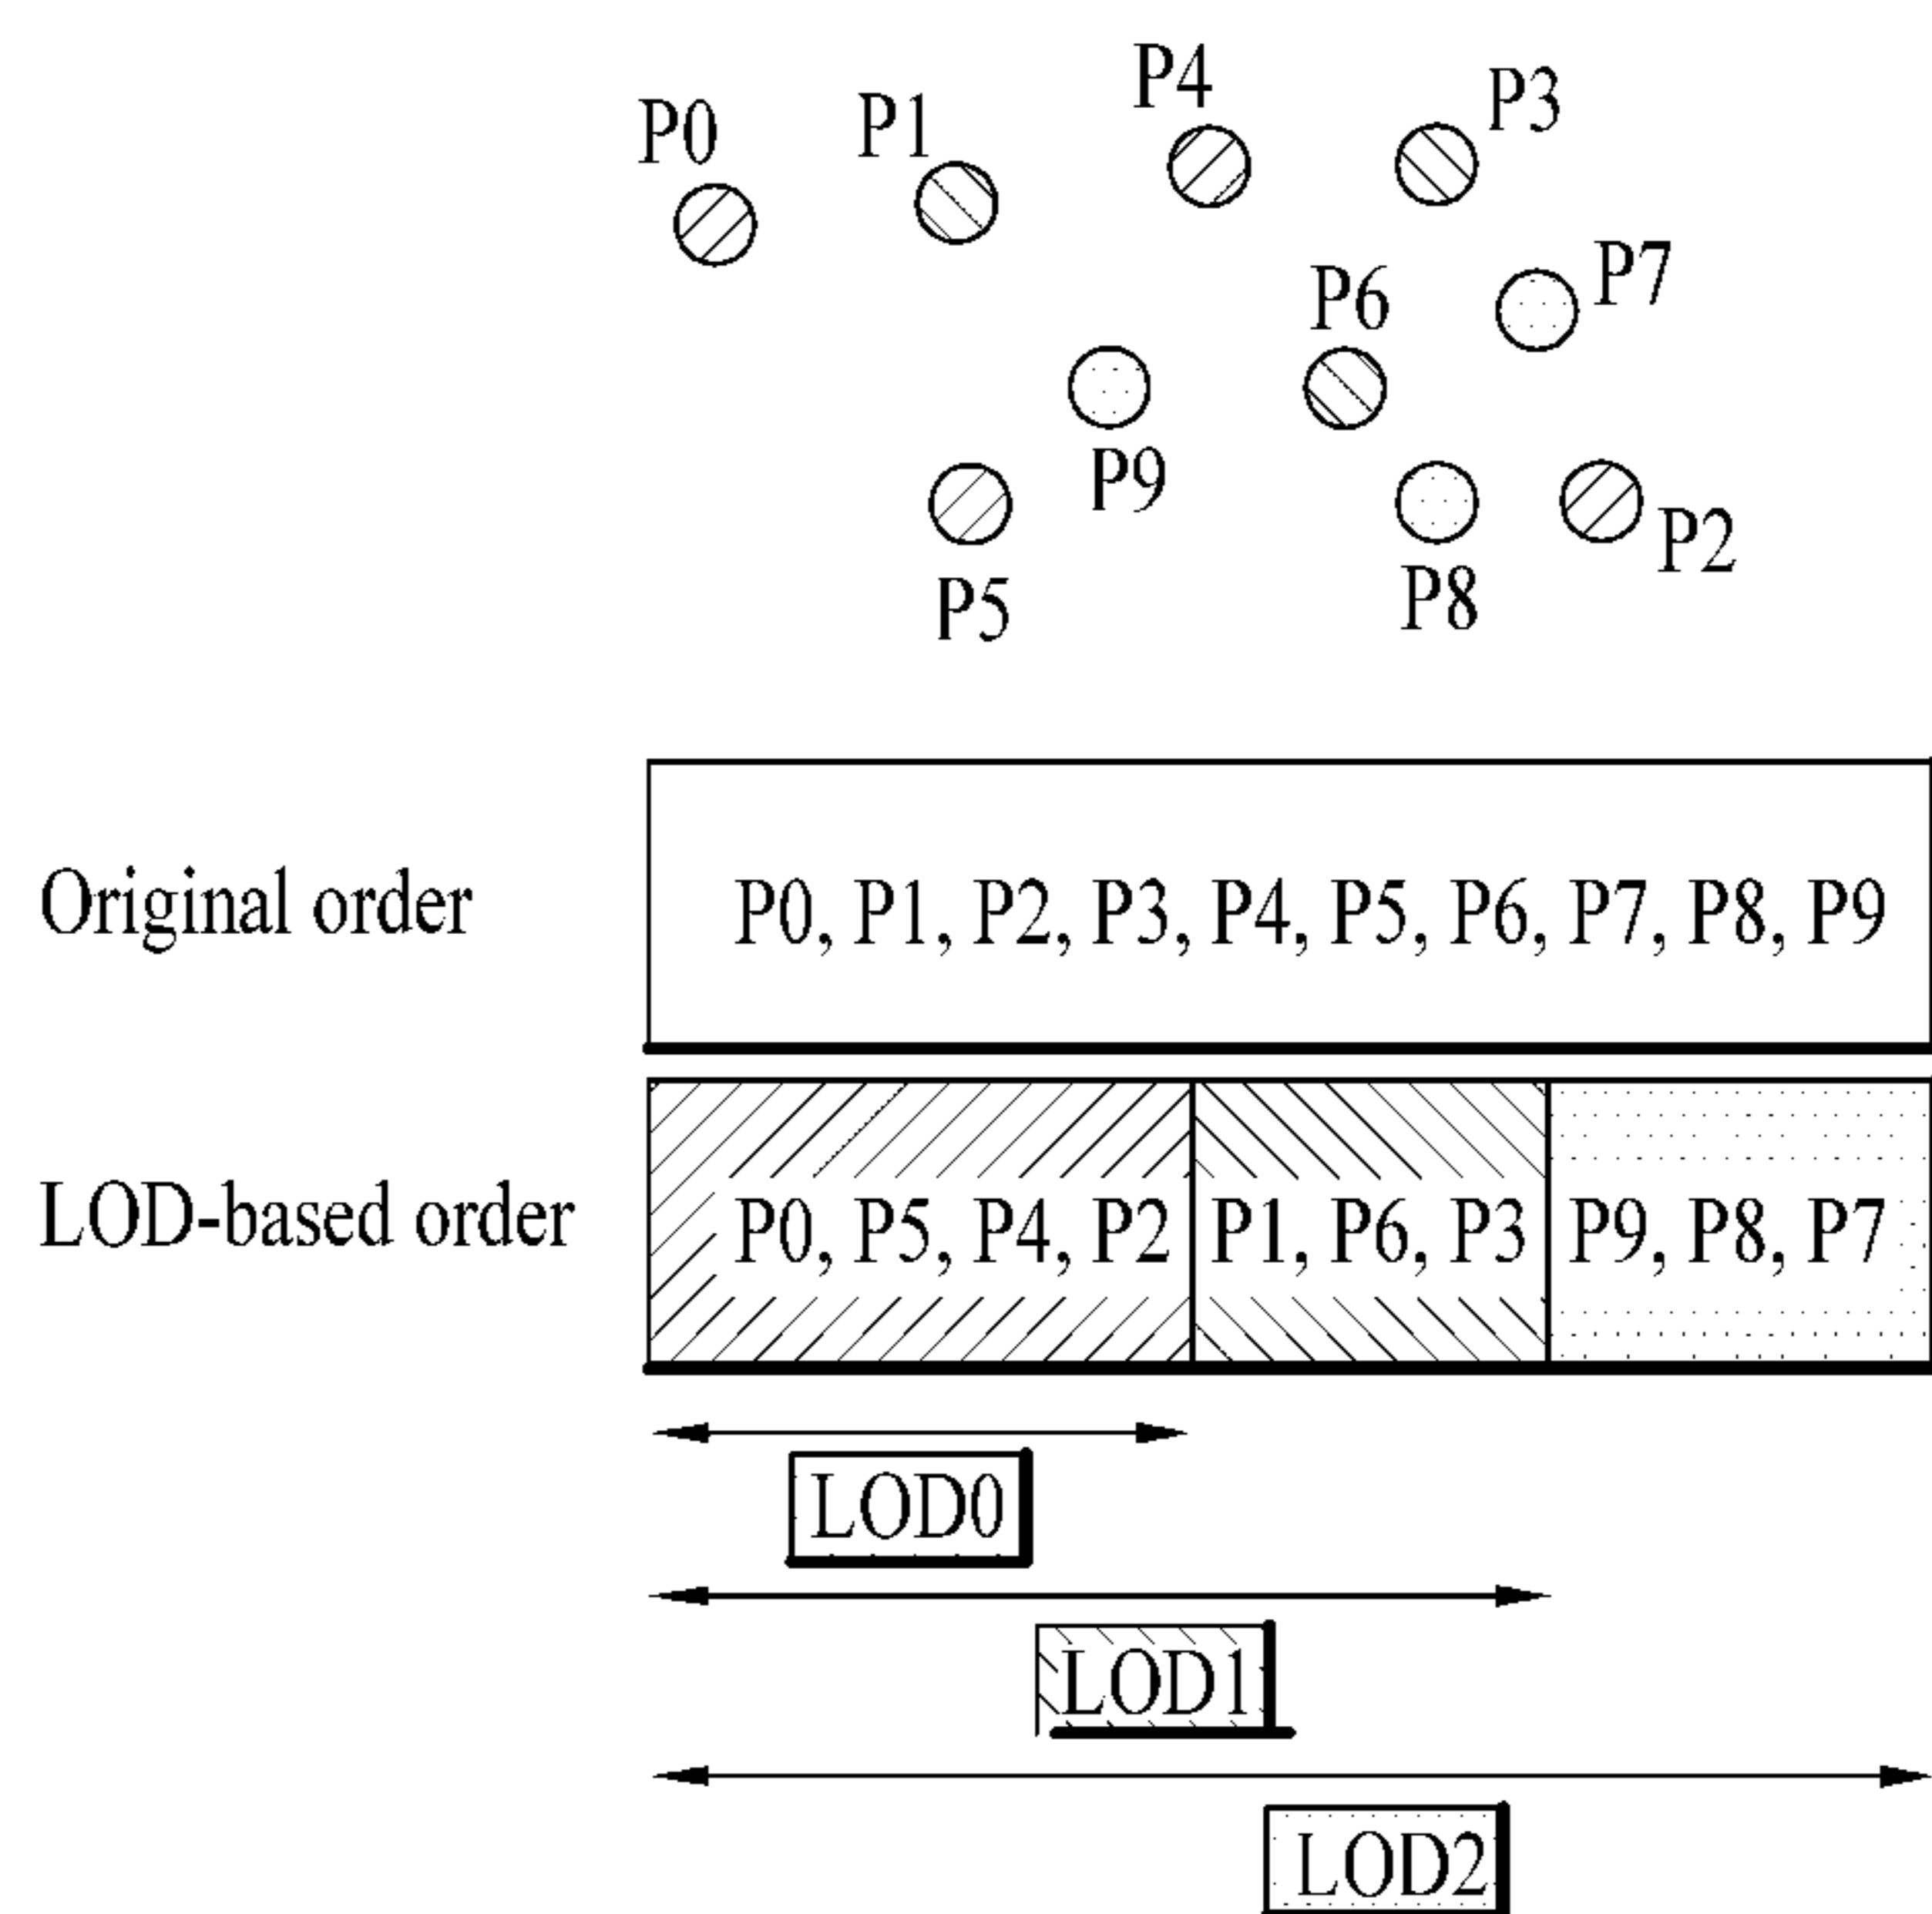 P4
P3
P0
P1
P7
P6
P9
P2
P5
P8
Original order
P0, P1, P2, P3, P4, P5, P6, P7, P8, P9
LOD-based order
P0, P5, P4, P2
P1, P6, P3
P9, P8, P7
LOD0
LOD1
LOD2